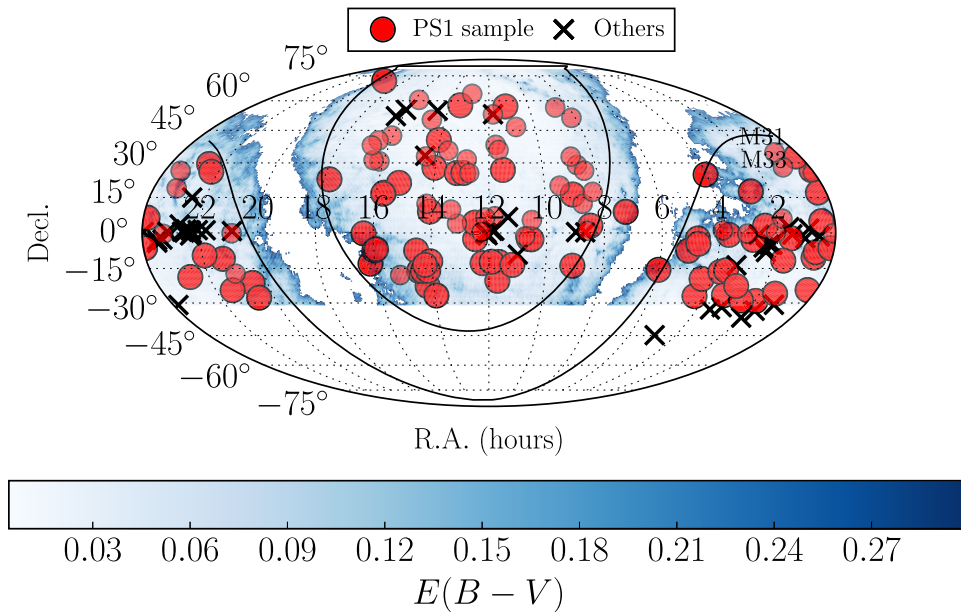 PS1 sample Others
75°
60°
45°
30°
15°
0°
−15°
−30°
−45°
−60°
−75°
M31
M33
22 20 18 16 14 12 10 8 6 4 2
Ded.
R.A. (hours)
0.03 0.06 0.09 0.12 0.15 0.18 0.21 0.24 0.27
E(B − V)